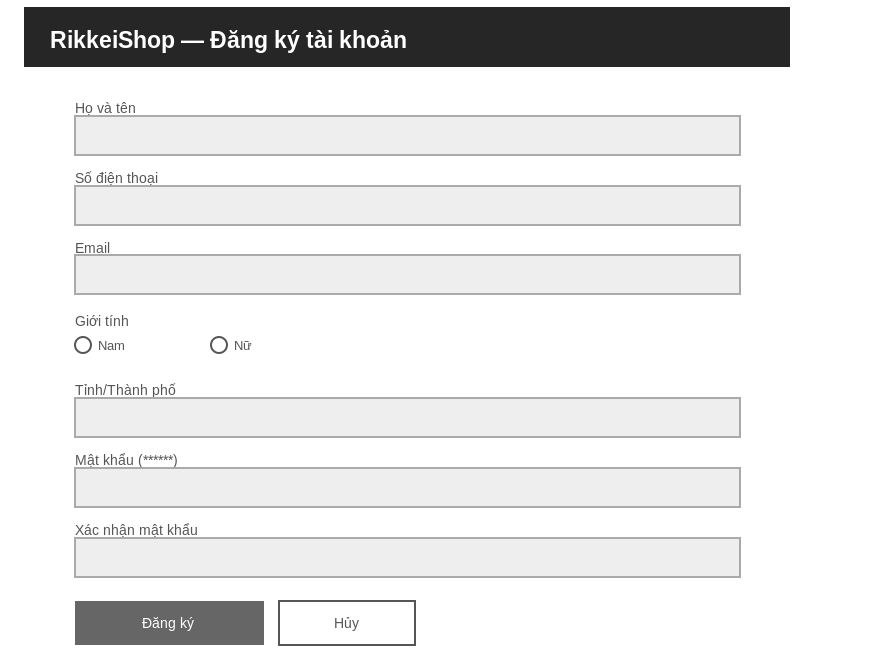 RikkeiShop — Đăng ký tài khoản
Họ và tên
Số điện thoại
Email
Giới tính
Nam Nữ
Tỉnh/Thành phố
Mật khẩu (******)
Xác nhận mật khẩu
Đăng ký Hủy